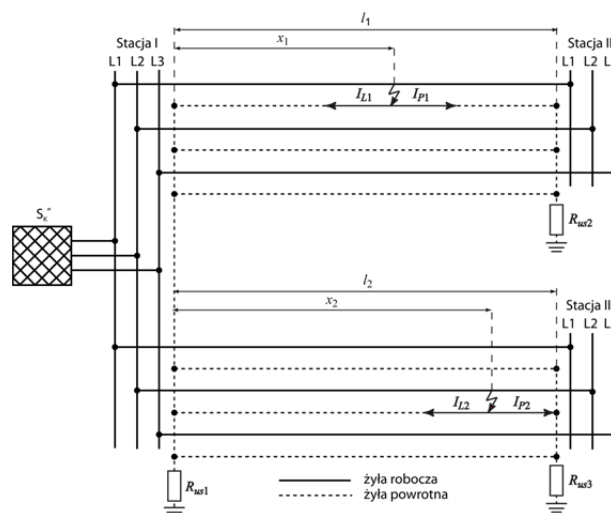 l₁
Stacja I
x₁
Stacja II
L1 L2 L3
L1 L2 L
I_L1 I_P1
S_K"
R_us2
l₂
x₂
Stacja II
L1 L2 L
I_L2 I_P2
R_us1
żyła robocza
żyła powrotna
R_us3